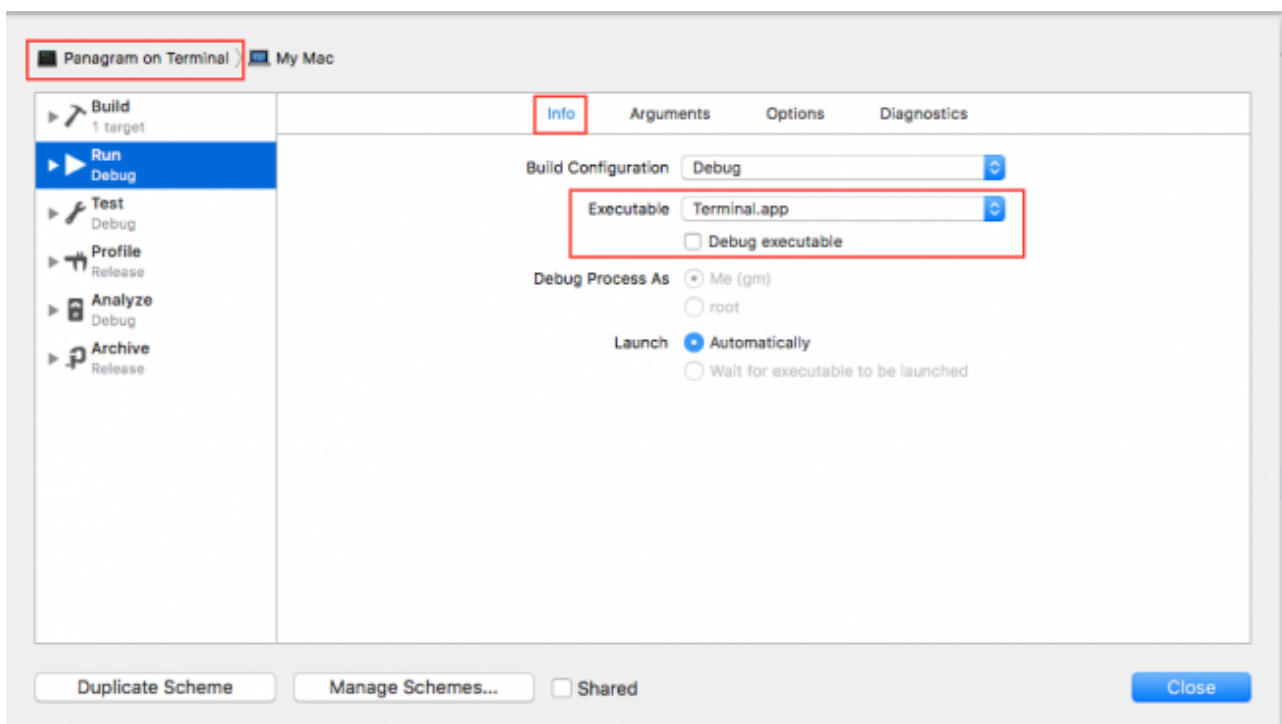 Panagram on Terminal My Mac
Info Arguments Options Diagnostics
Build
1 target
Run
Debug
Test
Debug
Profile
Release
Analyze
Debug
Archive
Release
Build Configuration Debug
Executable Terminal.app
Debug executable
Debug Process As Me (gm)
root
Launch Automatically
Wait for executable to be launched
Duplicate Scheme Manage Schemes... Shared Close